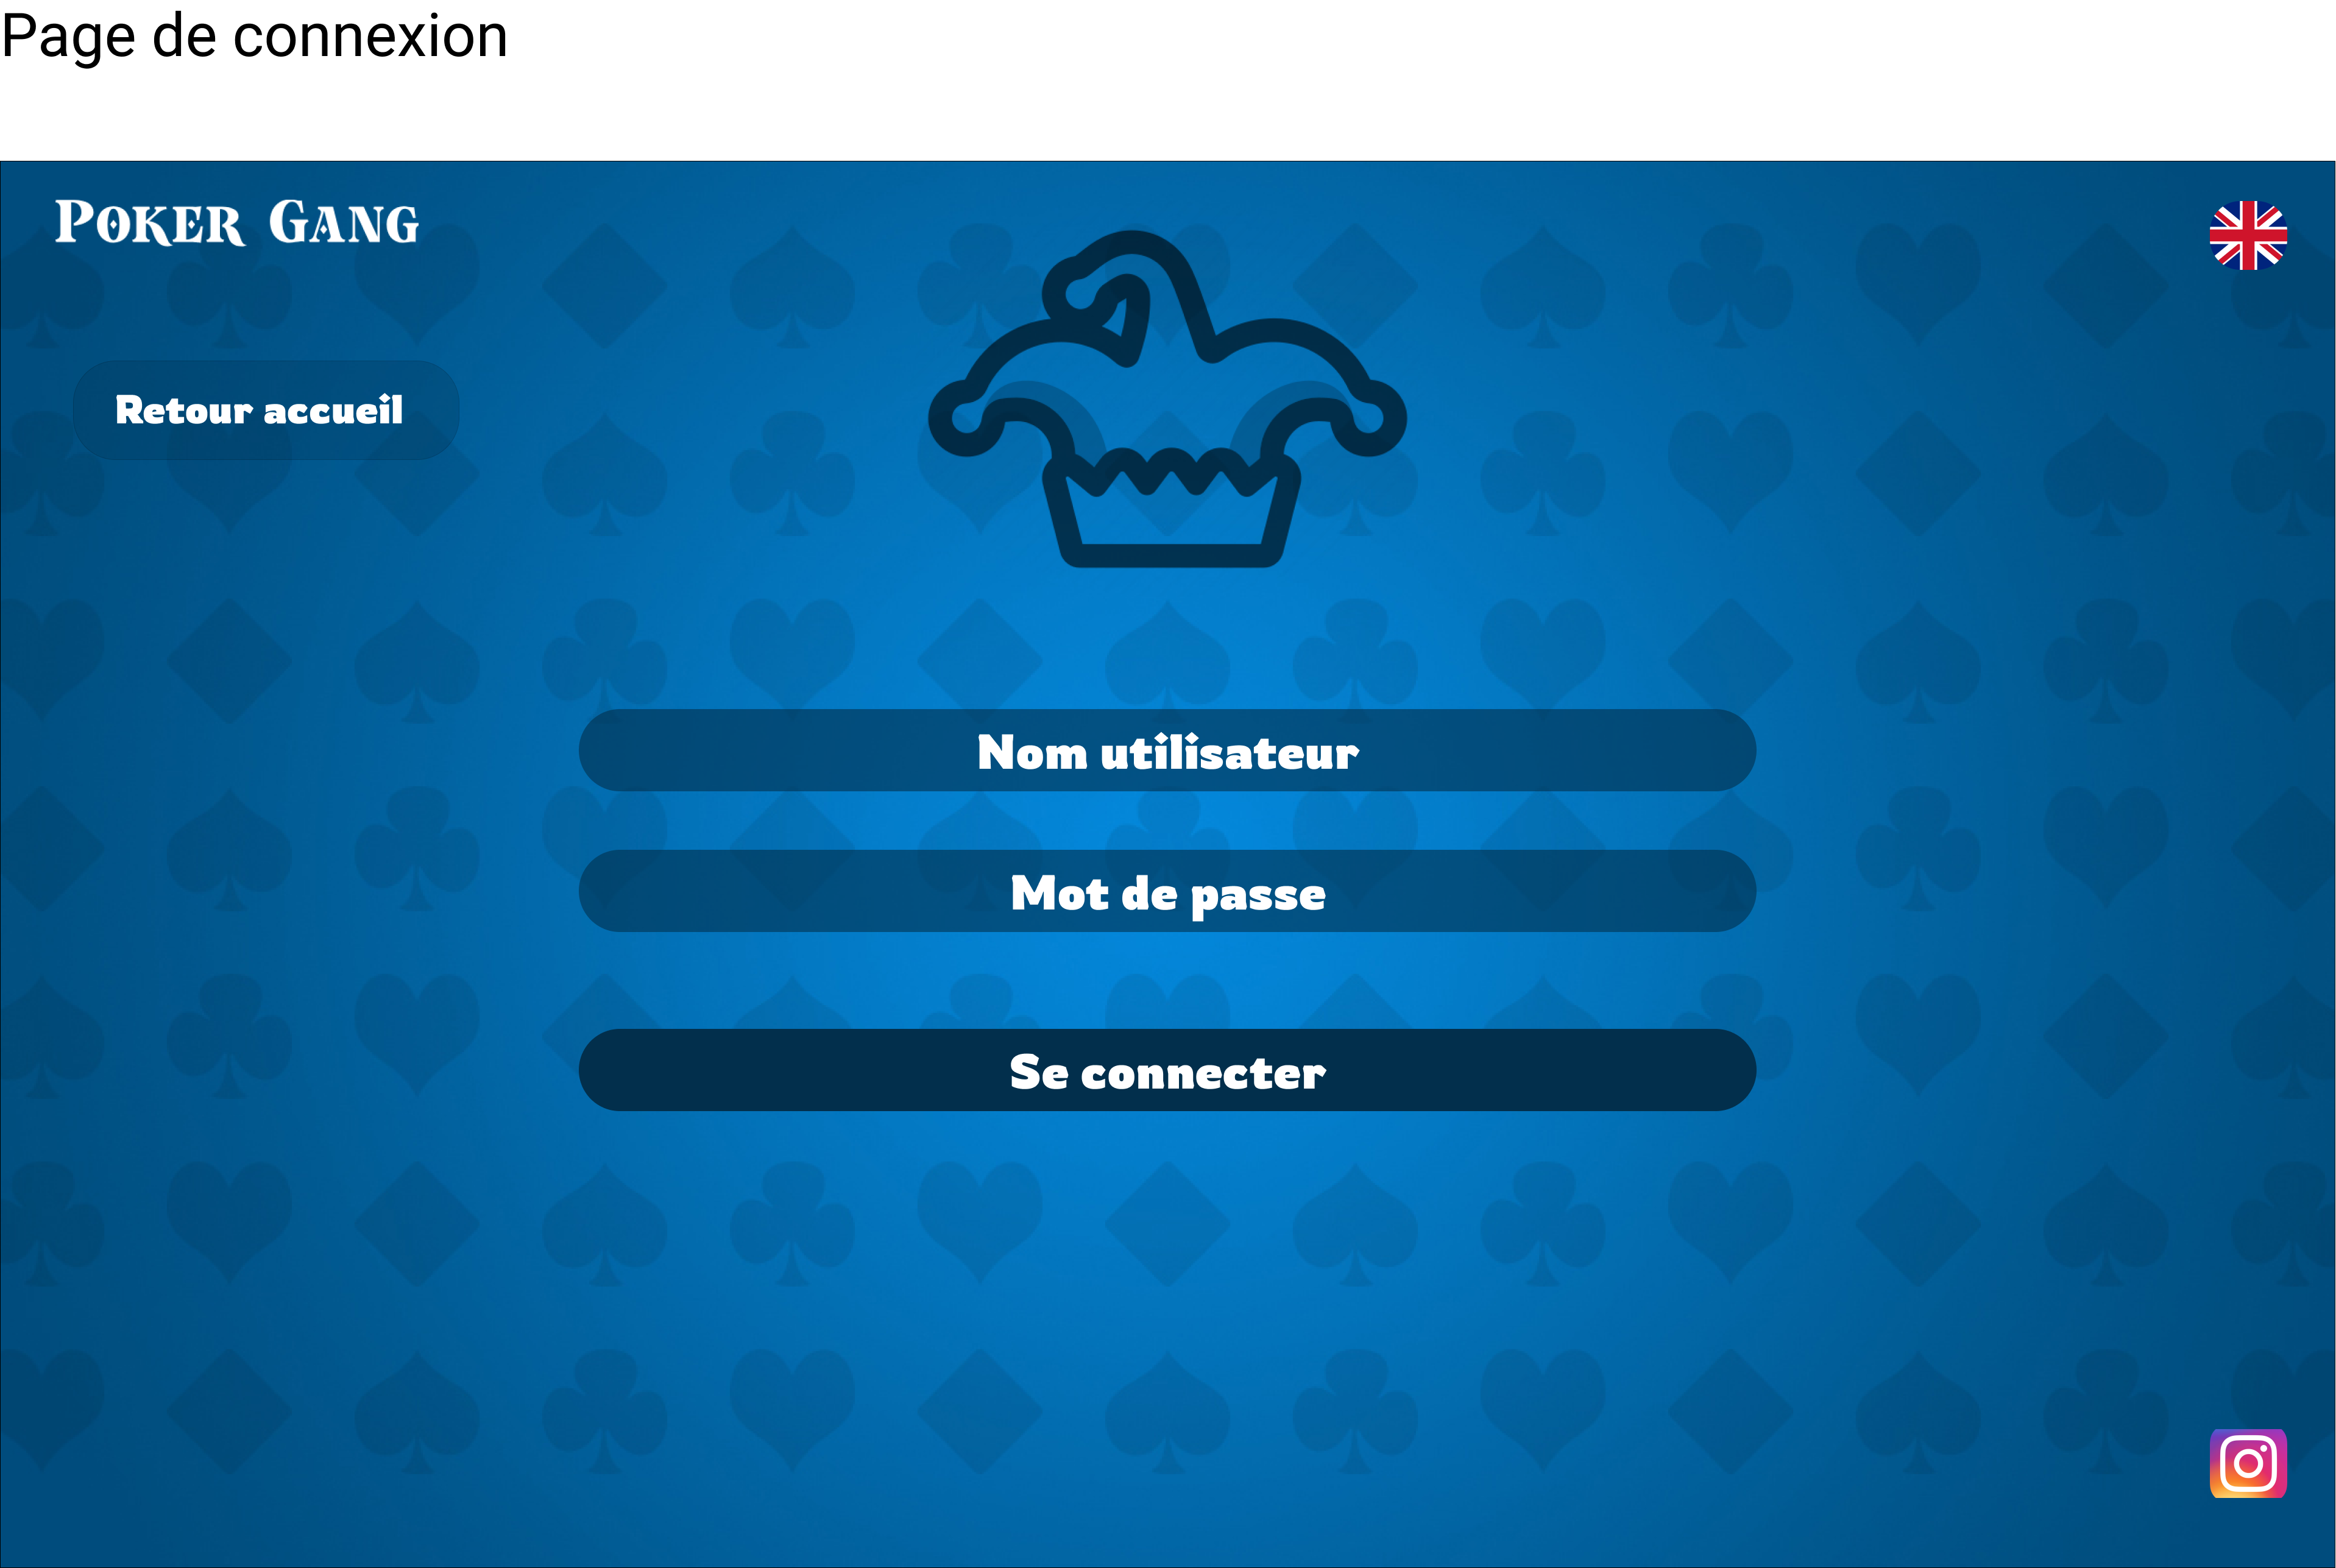 Page de connexion
Poker Gang
Retour accueil
Nom utilisateur
Mot de passe
Se connecter